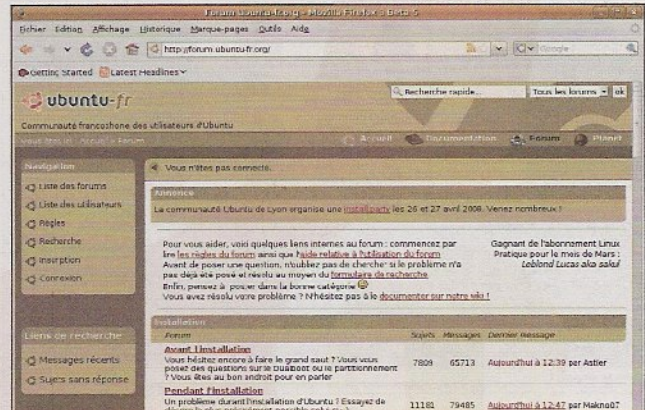 Forum Ubuntu-fr.org - Mozilla Firefox 3 Beta 5
Fichier Edition Affichage Historique Marque-pages Outils Aide
http://forum.ubuntu-fr.org/
Google
Getting Started Latest Headlines
Recherche rapide... Tous les forums ok
ubuntu-fr
Communauté francophone des utilisateurs d'Ubuntu
Vous êtes ici : Accueil » Forum
Accueil Documentation Forum Planet
Navigation
Liste des forums
Liste des utilisateurs
Règles
Recherche
Inscription
Connexion
Liens de recherche
Messages récents
Sujets sans réponse
Vous n'êtes pas connecté.
Annonce
La communauté Ubuntu de Lyon organise une installparty les 26 et 27 avril 2008. Venez nombreux !
Pour vous aider, voici quelques liens internes au forum : commencez par
lire les règles du forum ainsi que l'aide relative à l'utilisation du forum
Avant de poser une question, n'oubliez pas de chercher si le problème n'a
pas déjà été posé et résolu au moyen du formulaire de recherche
Enfin, pensez à poster dans la bonne catégorie
Vous avez résolu votre problème ? N'hésitez pas à le documenter sur notre wiki !
Gagnant de l'abonnement Linux
Pratique pour le mois de Mars :
Leblond Lucas aka sakul
Installation
Forum Sujets Messages Dernier message
Avant l'installation
Vous hésitez encore à faire le grand saut ? Vous vous
posez des questions sur le Dualboot ou le partitionnement
? Vous êtes au bon androit pour en parler
7809 65713 Aujourd'hui à 12:39 par Astier
Pendant l'installation
Un problème durant l'installation d'Ubuntu ? Essayez de
11181 79485 Aujourd'hui à 12:47 par Makno07